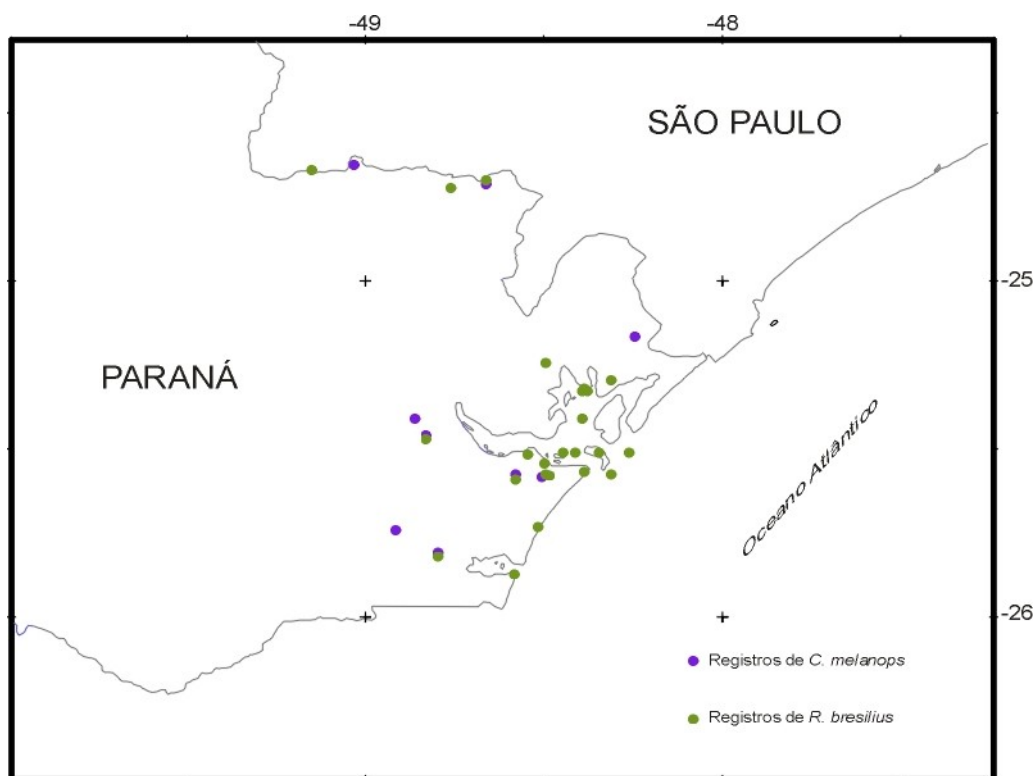 -49 -48
SÃO PAULO
-25
PARANÁ
Oceano Atlântico
-26
Registros de C. melanops
Registros de R. bresilius